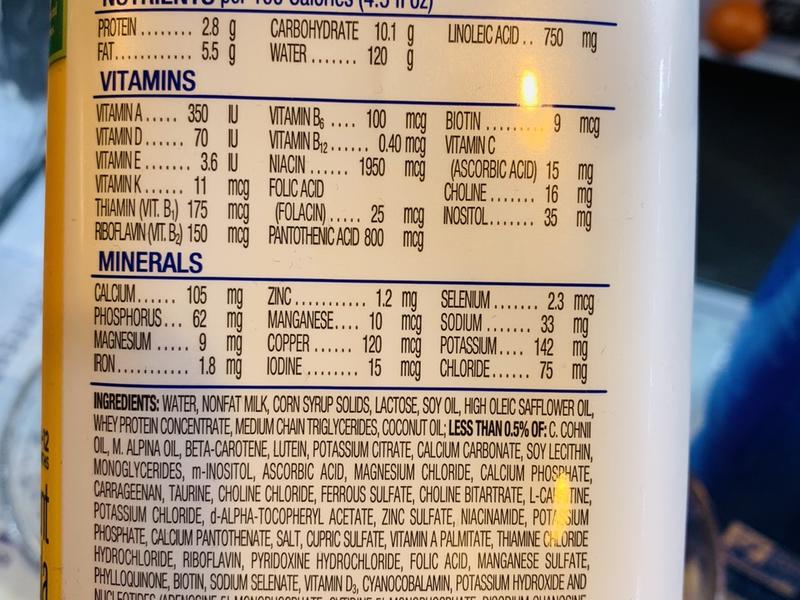 NUTRIENTS per 100 Calories (4.5 fl oz)
PROTEIN ........ 2.8 g CARBOHYDRATE 10.1 g LINOLEIC ACID .. 750 mg
FAT ............ 5.5 g WATER ....... 120 g
VITAMINS
VITAMIN A ..... 350 IU VITAMIN B6 .... 100 mcg BIOTIN ......... 9 mcg
VITAMIN D ..... 70 IU VITAMIN B12 ...... 0.40 mcg VITAMIN C
VITAMIN E ...... 3.6 IU NIACIN ...... 1950 mcg (ASCORBIC ACID) 15 mg
VITAMIN K ...... 11 mcg FOLIC ACID CHOLINE ....... 16 mg
THIAMIN (VIT. B1) 175 mcg (FOLACIN) ..... 25 mcg INOSITOL ....... 35 mg
RIBOFLAVIN (VIT. B2) 150 mcg PANTOTHENIC ACID 800 mcg
MINERALS
CALCIUM ...... 105 mg ZINC ........... 1.2 mg SELENIUM ....... 2.3 mcg
PHOSPHORUS ... 62 mg MANGANESE .... 10 mcg SODIUM ....... 33 mg
MAGNESIUM ..... 9 mg COPPER ...... 120 mcg POTASSIUM .... 142 mg
IRON ........... 1.8 mg IODINE ........ 15 mcg CHLORIDE ...... 75 mg
INGREDIENTS: WATER, NONFAT MILK, CORN SYRUP SOLIDS, LACTOSE, SOY OIL, HIGH OLEIC SAFFLOWER OIL,
WHEY PROTEIN CONCENTRATE, MEDIUM CHAIN TRIGLYCERIDES, COCONUT OIL; LESS THAN 0.5% OF: C. COHNII
OIL, M. ALPINA OIL, BETA-CAROTENE, LUTEIN, POTASSIUM CITRATE, CALCIUM CARBONATE, SOY LECITHIN,
MONOGLYCERIDES, m-INOSITOL, ASCORBIC ACID, MAGNESIUM CHLORIDE, CALCIUM PHOSPHATE,
CARRAGEENAN, TAURINE, CHOLINE CHLORIDE, FERROUS SULFATE, CHOLINE BITARTRATE, L-CARNITINE,
POTASSIUM CHLORIDE, d-ALPHA-TOCOPHERYL ACETATE, ZINC SULFATE, NIACINAMIDE, POTASSIUM
PHOSPHATE, CALCIUM PANTOTHENATE, SALT, CUPRIC SULFATE, VITAMIN A PALMITATE, THIAMINE CHLORIDE
HYDROCHLORIDE, RIBOFLAVIN, PYRIDOXINE HYDROCHLORIDE, FOLIC ACID, MANGANESE SULFATE,
PHYLLOQUINONE, BIOTIN, SODIUM SELENATE, VITAMIN D3, CYANOCOBALAMIN, POTASSIUM HYDROXIDE AND